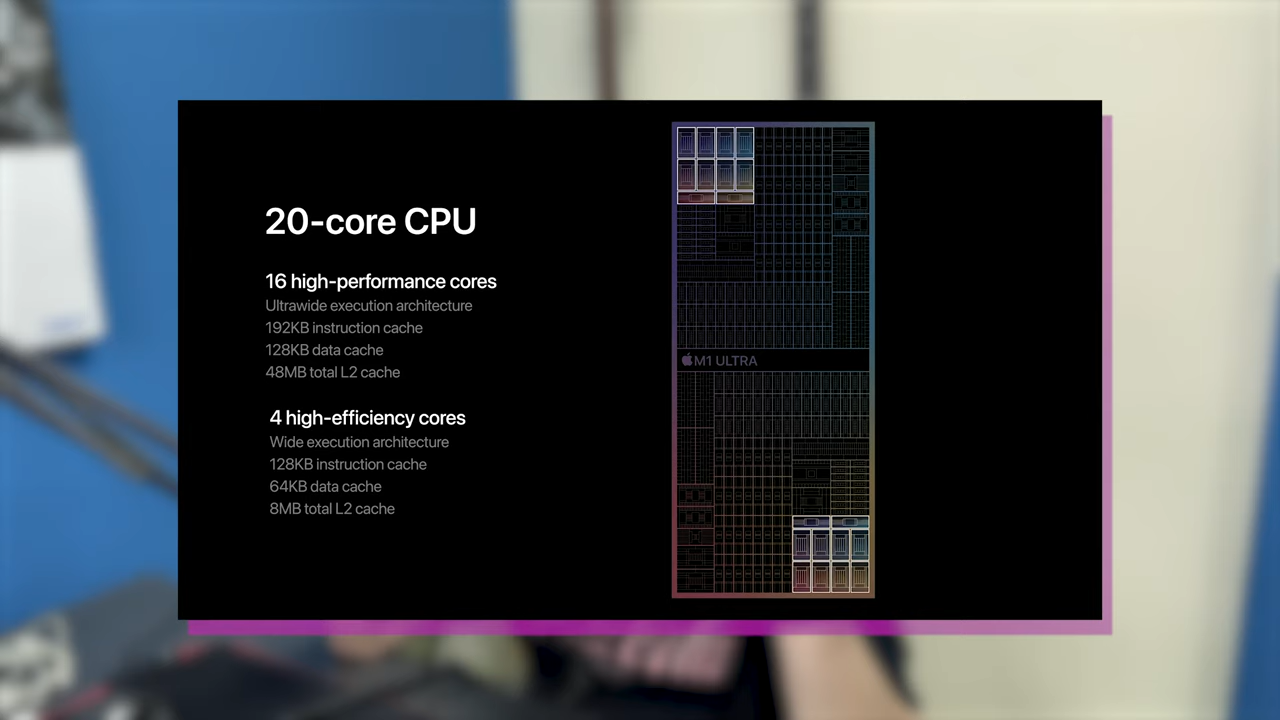 20-core CPU
16 high-performance cores
Ultrawide execution architecture
192KB instruction cache
128KB data cache
48MB total L2 cache
4 high-efficiency cores
Wide execution architecture
128KB instruction cache
64KB data cache
8MB total L2 cache
M1 ULTRA